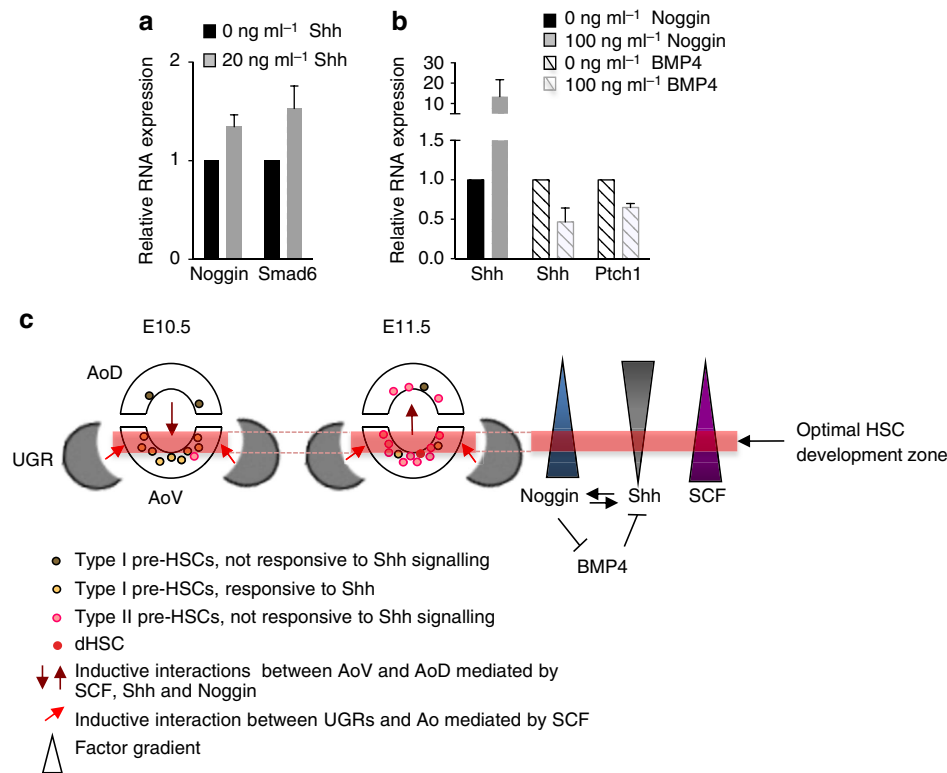 a
0 ng ml⁻¹ Shh
20 ng ml⁻¹ Shh
Relative RNA expression
2
1
0
Noggin
Smad6
b
0 ng ml⁻¹ Noggin
100 ng ml⁻¹ Noggin
0 ng ml⁻¹ BMP4
100 ng ml⁻¹ BMP4
Relative RNA expression
30
20
10
1.5
1.0
0.5
0.0
Shh
Shh
Ptch1
c
E10.5
E11.5
AoD
UGR
AoV
Optimal HSC
development zone
Noggin
Shh
SCF
BMP4
Type I pre-HSCs, not responsive to Shh signalling
Type I pre-HSCs, responsive to Shh
Type II pre-HSCs, not responsive to Shh signalling
dHSC
Inductive interactions between AoV and AoD mediated by
SCF, Shh and Noggin
Inductive interaction between UGRs and Ao mediated by SCF
Factor gradient